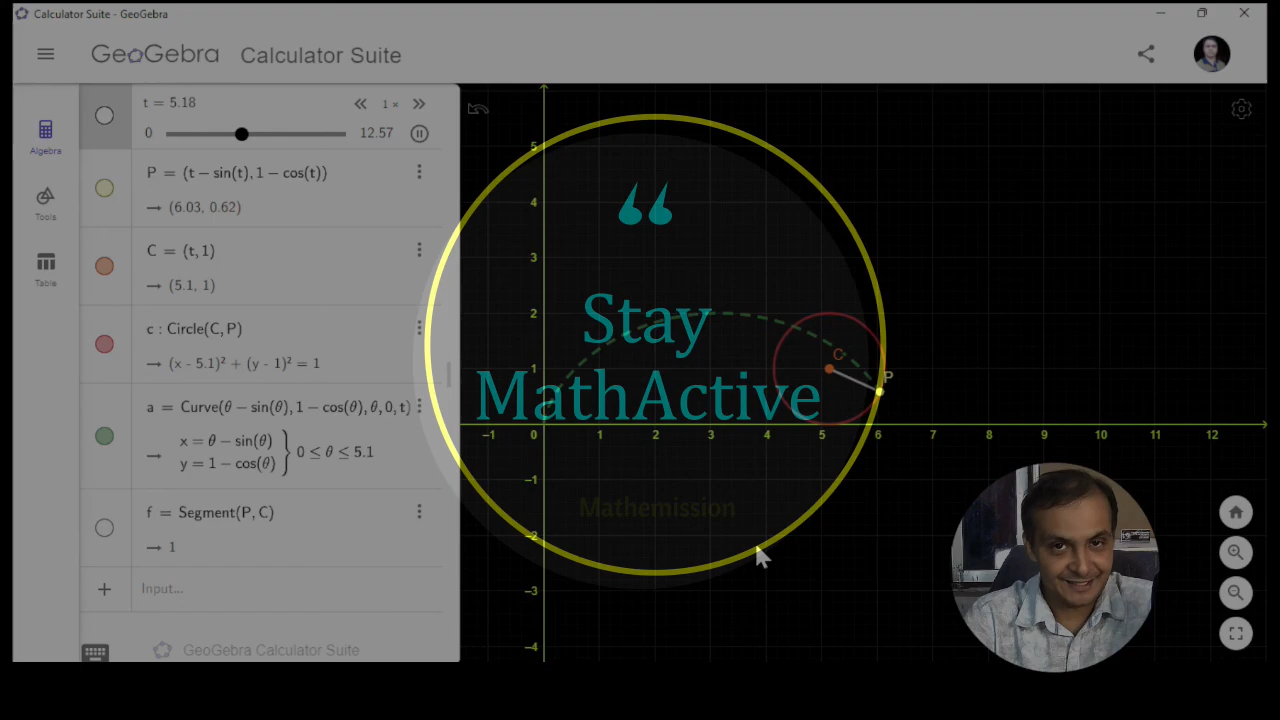 Calculator Suite - GeoGebra
GeoGebra Calculator Suite
t = 5.18
1 ×
0
12.57
Algebra
P = (t − sin(t), 1 − cos(t))
→ (6.03, 0.62)
Tools
C = (t, 1)
→ (5.1, 1)
Table
c : Circle(C, P)
→ (x - 5.1)² + (y - 1)² = 1
a = Curve(θ − sin(θ), 1 − cos(θ), θ, 0, t)
→ x = θ − sin(θ)
y = 1 − cos(θ) } 0 ≤ θ ≤ 5.1
f = Segment(P, C)
→ 1
+ Input...
GeoGebra Calculator Suite
“
Stay
MathActive
Mathemission
C
P
5
4
3
2
1
−1 0 1 2 3 4 5 6 7 8 9 10 11 12
−1
−2
−3
−4